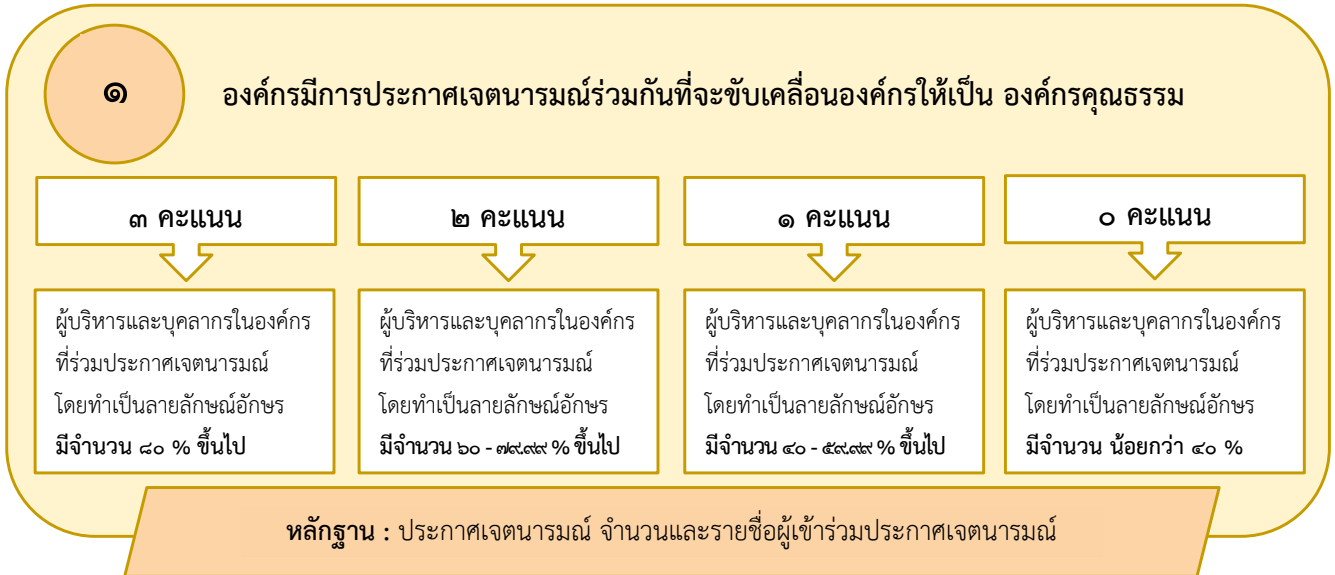 ๑
องค์กรมีการประกาศเจตนารมณ์ร่วมกันที่จะขับเคลื่อนองค์กรให้เป็น องค์กรคุณธรรม
๓ คะแนน
ผู้บริหารและบุคลากรในองค์กร
ที่ร่วมประกาศเจตนารมณ์
โดยทำเป็นลายลักษณ์อักษร
มีจำนวน ๘๐ % ขึ้นไป
๒ คะแนน
ผู้บริหารและบุคลากรในองค์กร
ที่ร่วมประกาศเจตนารมณ์
โดยทำเป็นลายลักษณ์อักษร
มีจำนวน ๖๐ - ๗๙.๙๙ % ขึ้นไป
๑ คะแนน
ผู้บริหารและบุคลากรในองค์กร
ที่ร่วมประกาศเจตนารมณ์
โดยทำเป็นลายลักษณ์อักษร
มีจำนวน ๔๐ - ๕๙.๙๙ % ขึ้นไป
๐ คะแนน
ผู้บริหารและบุคลากรในองค์กร
ที่ร่วมประกาศเจตนารมณ์
โดยทำเป็นลายลักษณ์อักษร
มีจำนวน น้อยกว่า ๔๐ %
หลักฐาน : ประกาศเจตนารมณ์ จำนวนและรายชื่อผู้เข้าร่วมประกาศเจตนารมณ์